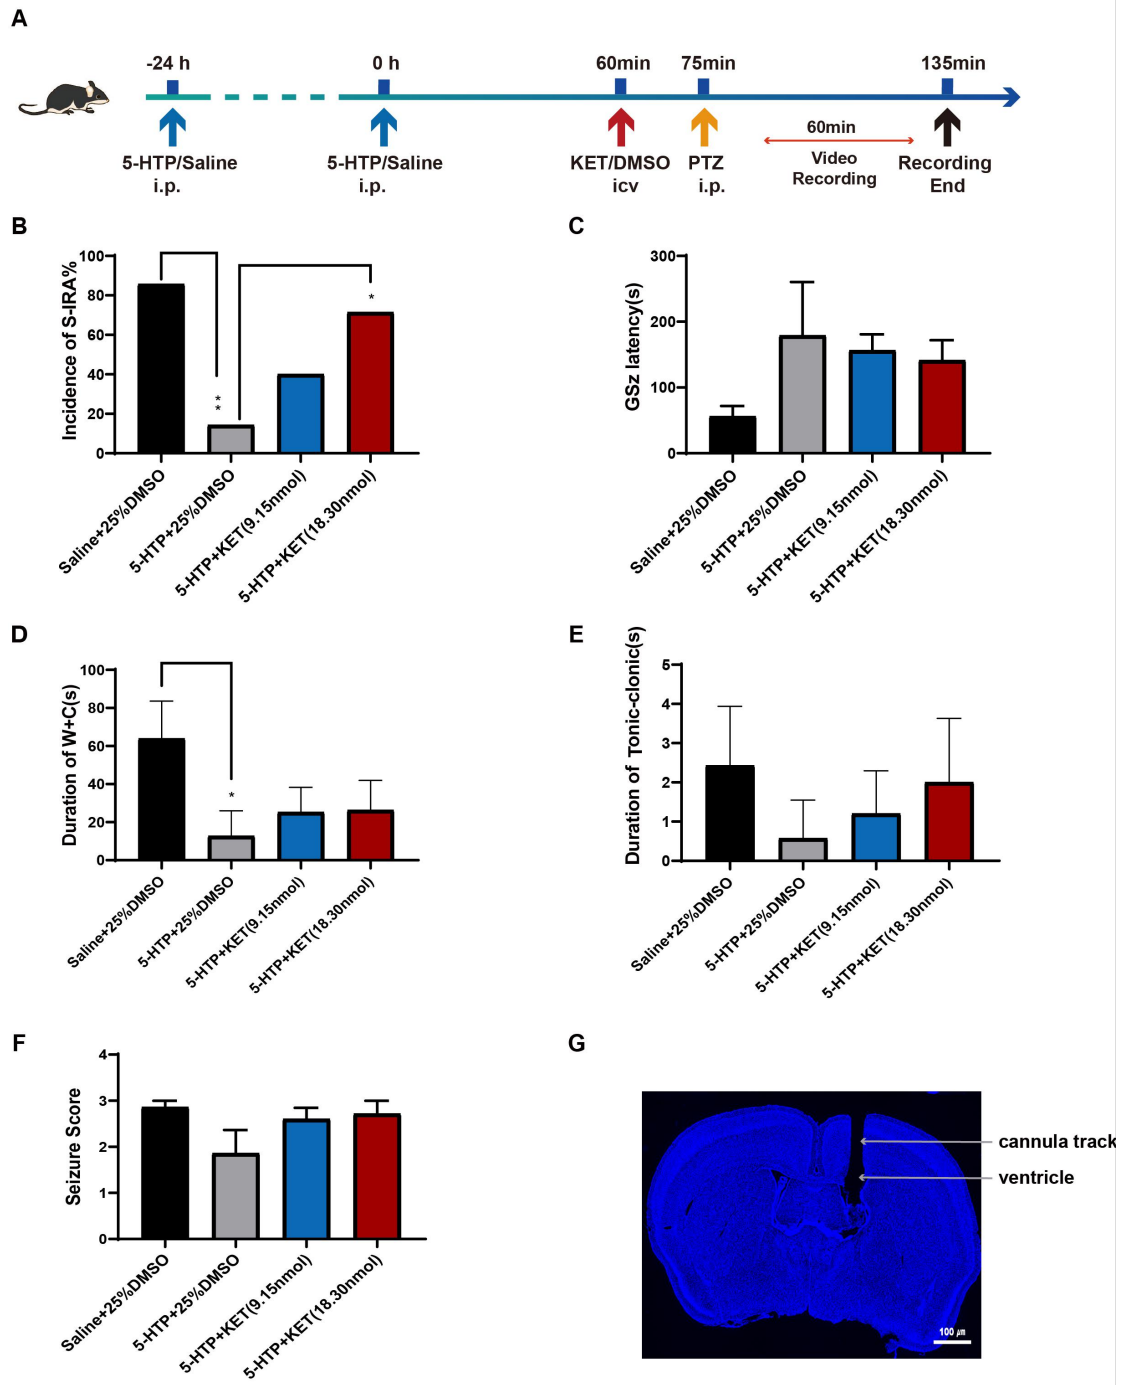 A
-24 h
0 h
60min
75min
135min
5-HTP/Saline
i.p.
5-HTP/Saline
i.p.
KET/DMSO
icv
PTZ
i.p.
60min
Video
Recording
Recording
End
B
Incidence of S-IRA%
100
80
60
40
20
0
*
*
*
Saline+25%DMSO
5-HTP+25%DMSO
5-HTP+KET(9.15nmol)
5-HTP+KET(18.30nmol)
C
GSz latency(s)
300
200
100
0
Saline+25%DMSO
5-HTP+25%DMSO
5-HTP+KET(9.15nmol)
5-HTP+KET(18.30nmol)
D
Duration of W+C(s)
100
80
60
40
20
0
*
Saline+25%DMSO
5-HTP+25%DMSO
5-HTP+KET(9.15nmol)
5-HTP+KET(18.30nmol)
E
Duration of Tonic-clonic(s)
5
4
3
2
1
0
Saline+25%DMSO
5-HTP+25%DMSO
5-HTP+KET(9.15nmol)
5-HTP+KET(18.30nmol)
F
Seizure Score
4
3
2
1
0
Saline+25%DMSO
5-HTP+25%DMSO
5-HTP+KET(9.15nmol)
5-HTP+KET(18.30nmol)
G
cannula track
ventricle
100 μm